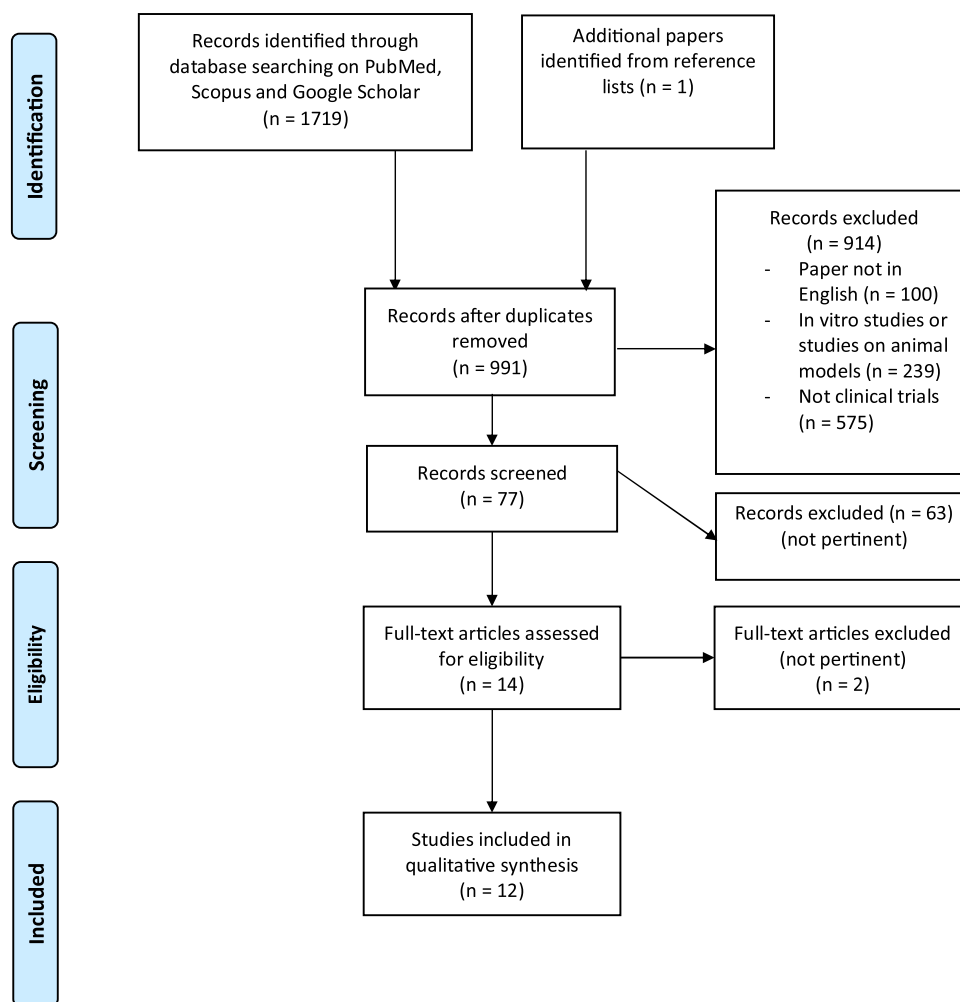 Identification
Records identified through
database searching on PubMed,
Scopus and Google Scholar
(n = 1719)
Additional papers
identified from reference
lists (n = 1)
Records excluded
(n = 914)
- Paper not in
English (n = 100)
- In vitro studies or
studies on animal
models (n = 239)
- Not clinical trials
(n = 575)
Screening
Records after duplicates
removed
(n = 991)
Records screened
(n = 77)
Records excluded (n = 63)
(not pertinent)
Eligibility
Full-text articles assessed
for eligibility
(n = 14)
Full-text articles excluded
(not pertinent)
(n = 2)
Included
Studies included in
qualitative synthesis
(n = 12)